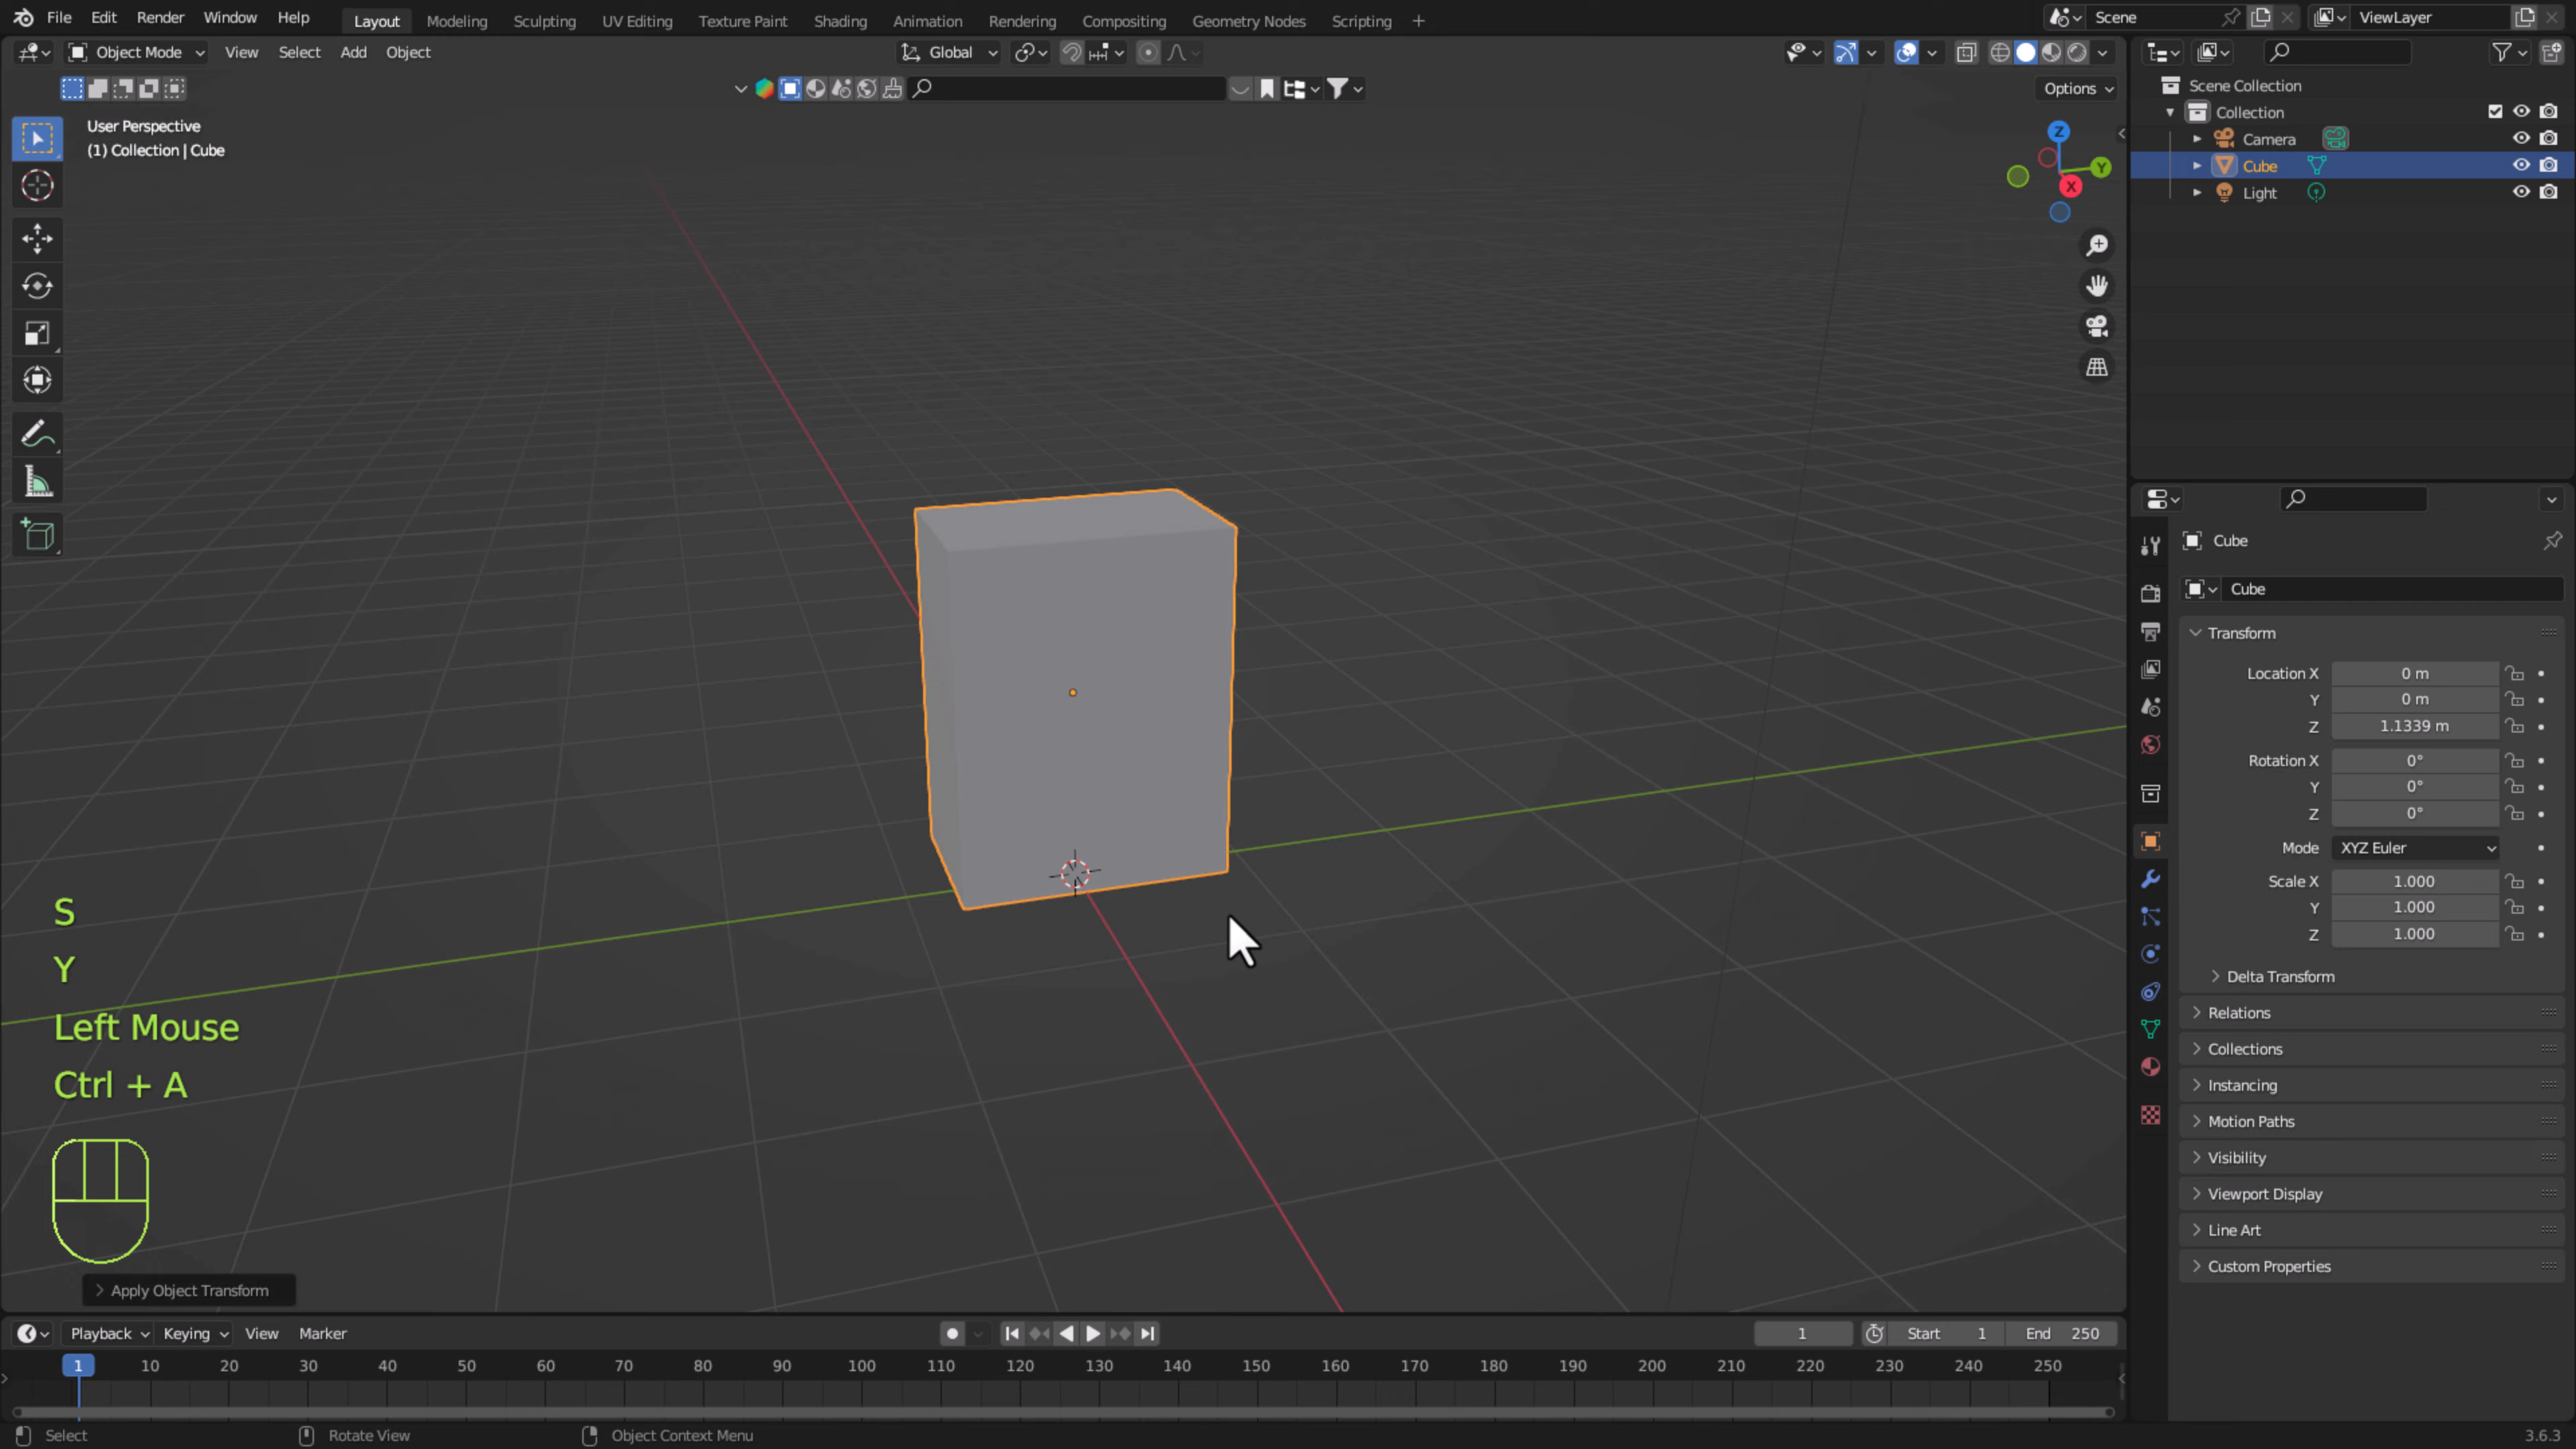 File Edit Render Window Help Layout Modeling Sculpting UV Editing Texture Paint Shading Animation Rendering Compositing Geometry Nodes Scripting + Scene ViewLayer
Object Mode View Select Add Object Global
Options
User Perspective
(1) Collection | Cube
Z
Y
X
S
Y
Left Mouse
Ctrl + A
Apply Object Transform
Scene Collection
Collection
Camera
Cube
Light
Cube
Cube
Transform
Location X 0 m
Y 0 m
Z 1.1339 m
Rotation X 0°
Y 0°
Z 0°
Mode XYZ Euler
Scale X 1.000
Y 1.000
Z 1.000
Delta Transform
Relations
Collections
Instancing
Motion Paths
Visibility
Viewport Display
Line Art
Custom Properties
Playback Keying View Marker 1 Start 1 End 250
1 10 20 30 40 50 60 70 80 90 100 110 120 130 140 150 160 170 180 190 200 210 220 230 240 250
Select Rotate View Object Context Menu 3.6.3